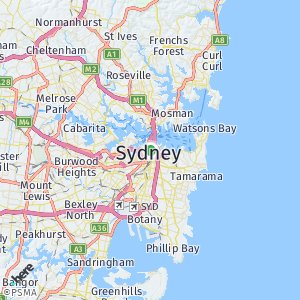 Normanhurst
St Ives
A8
Frenchs
Forest
Cheltenham
A1
Curl
Curl
M2
Roseville
A28
Melrose
Park
M1
Mosman
M4
Cabarita
Watsons Bay
Sydney
Burwood
Heights
Tamarama
Mount
Lewis
Bexley
North
SYD
Botany
Peakhurst
A36
A3
Phillip Bay
Sandringham
Bangor
here
©PSMA
Greenhills